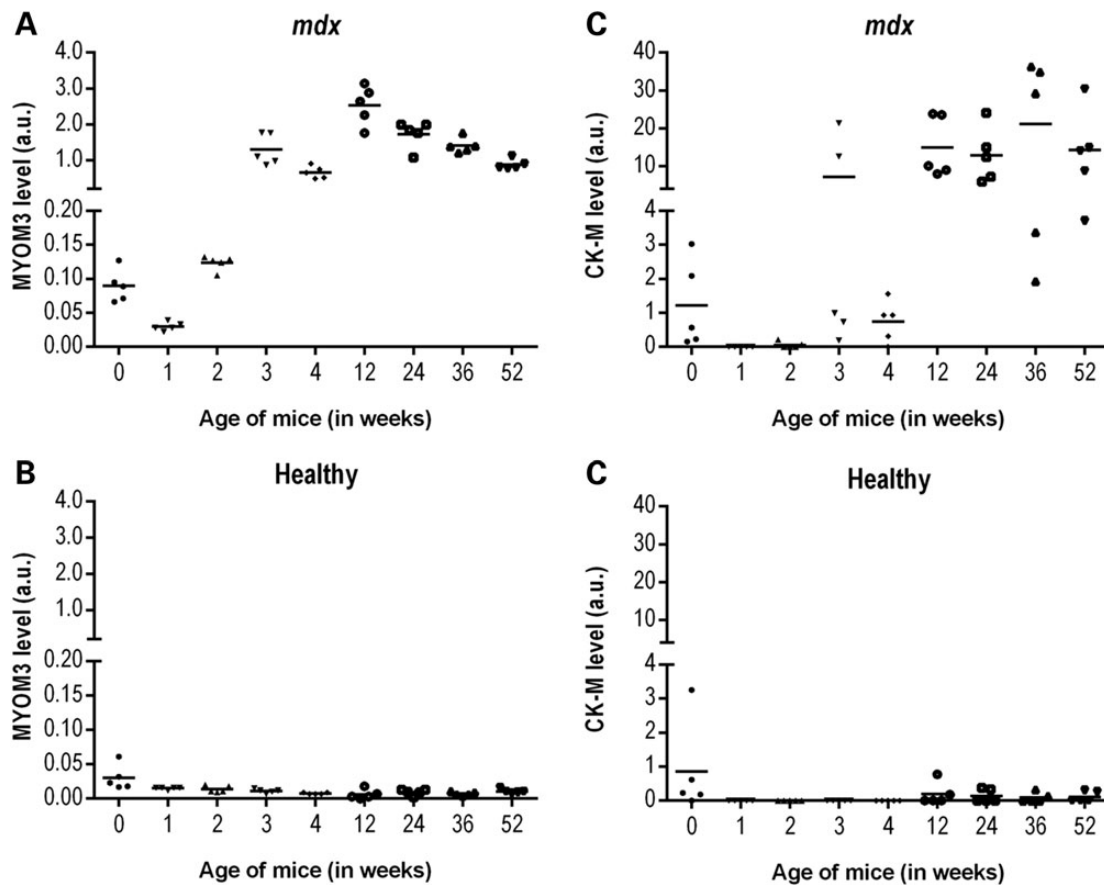 A
mdx
MYOM3 level (a.u.)
4.0
3.0
2.0
1.0
0.20
0.15
0.10
0.05
0.00
0 1 2 3 4 12 24 36 52
Age of mice (in weeks)
C
mdx
CK-M level (a.u.)
40
30
20
10
4
3
2
1
0
0 1 2 3 4 12 24 36 52
Age of mice (in weeks)
B
Healthy
MYOM3 level (a.u.)
4.0
3.0
2.0
1.0
0.20
0.15
0.10
0.05
0.00
0 1 2 3 4 12 24 36 52
Age of mice (in weeks)
C
Healthy
CK-M level (a.u.)
40
30
20
10
4
3
2
1
0
0 1 2 3 4 12 24 36 52
Age of mice (in weeks)